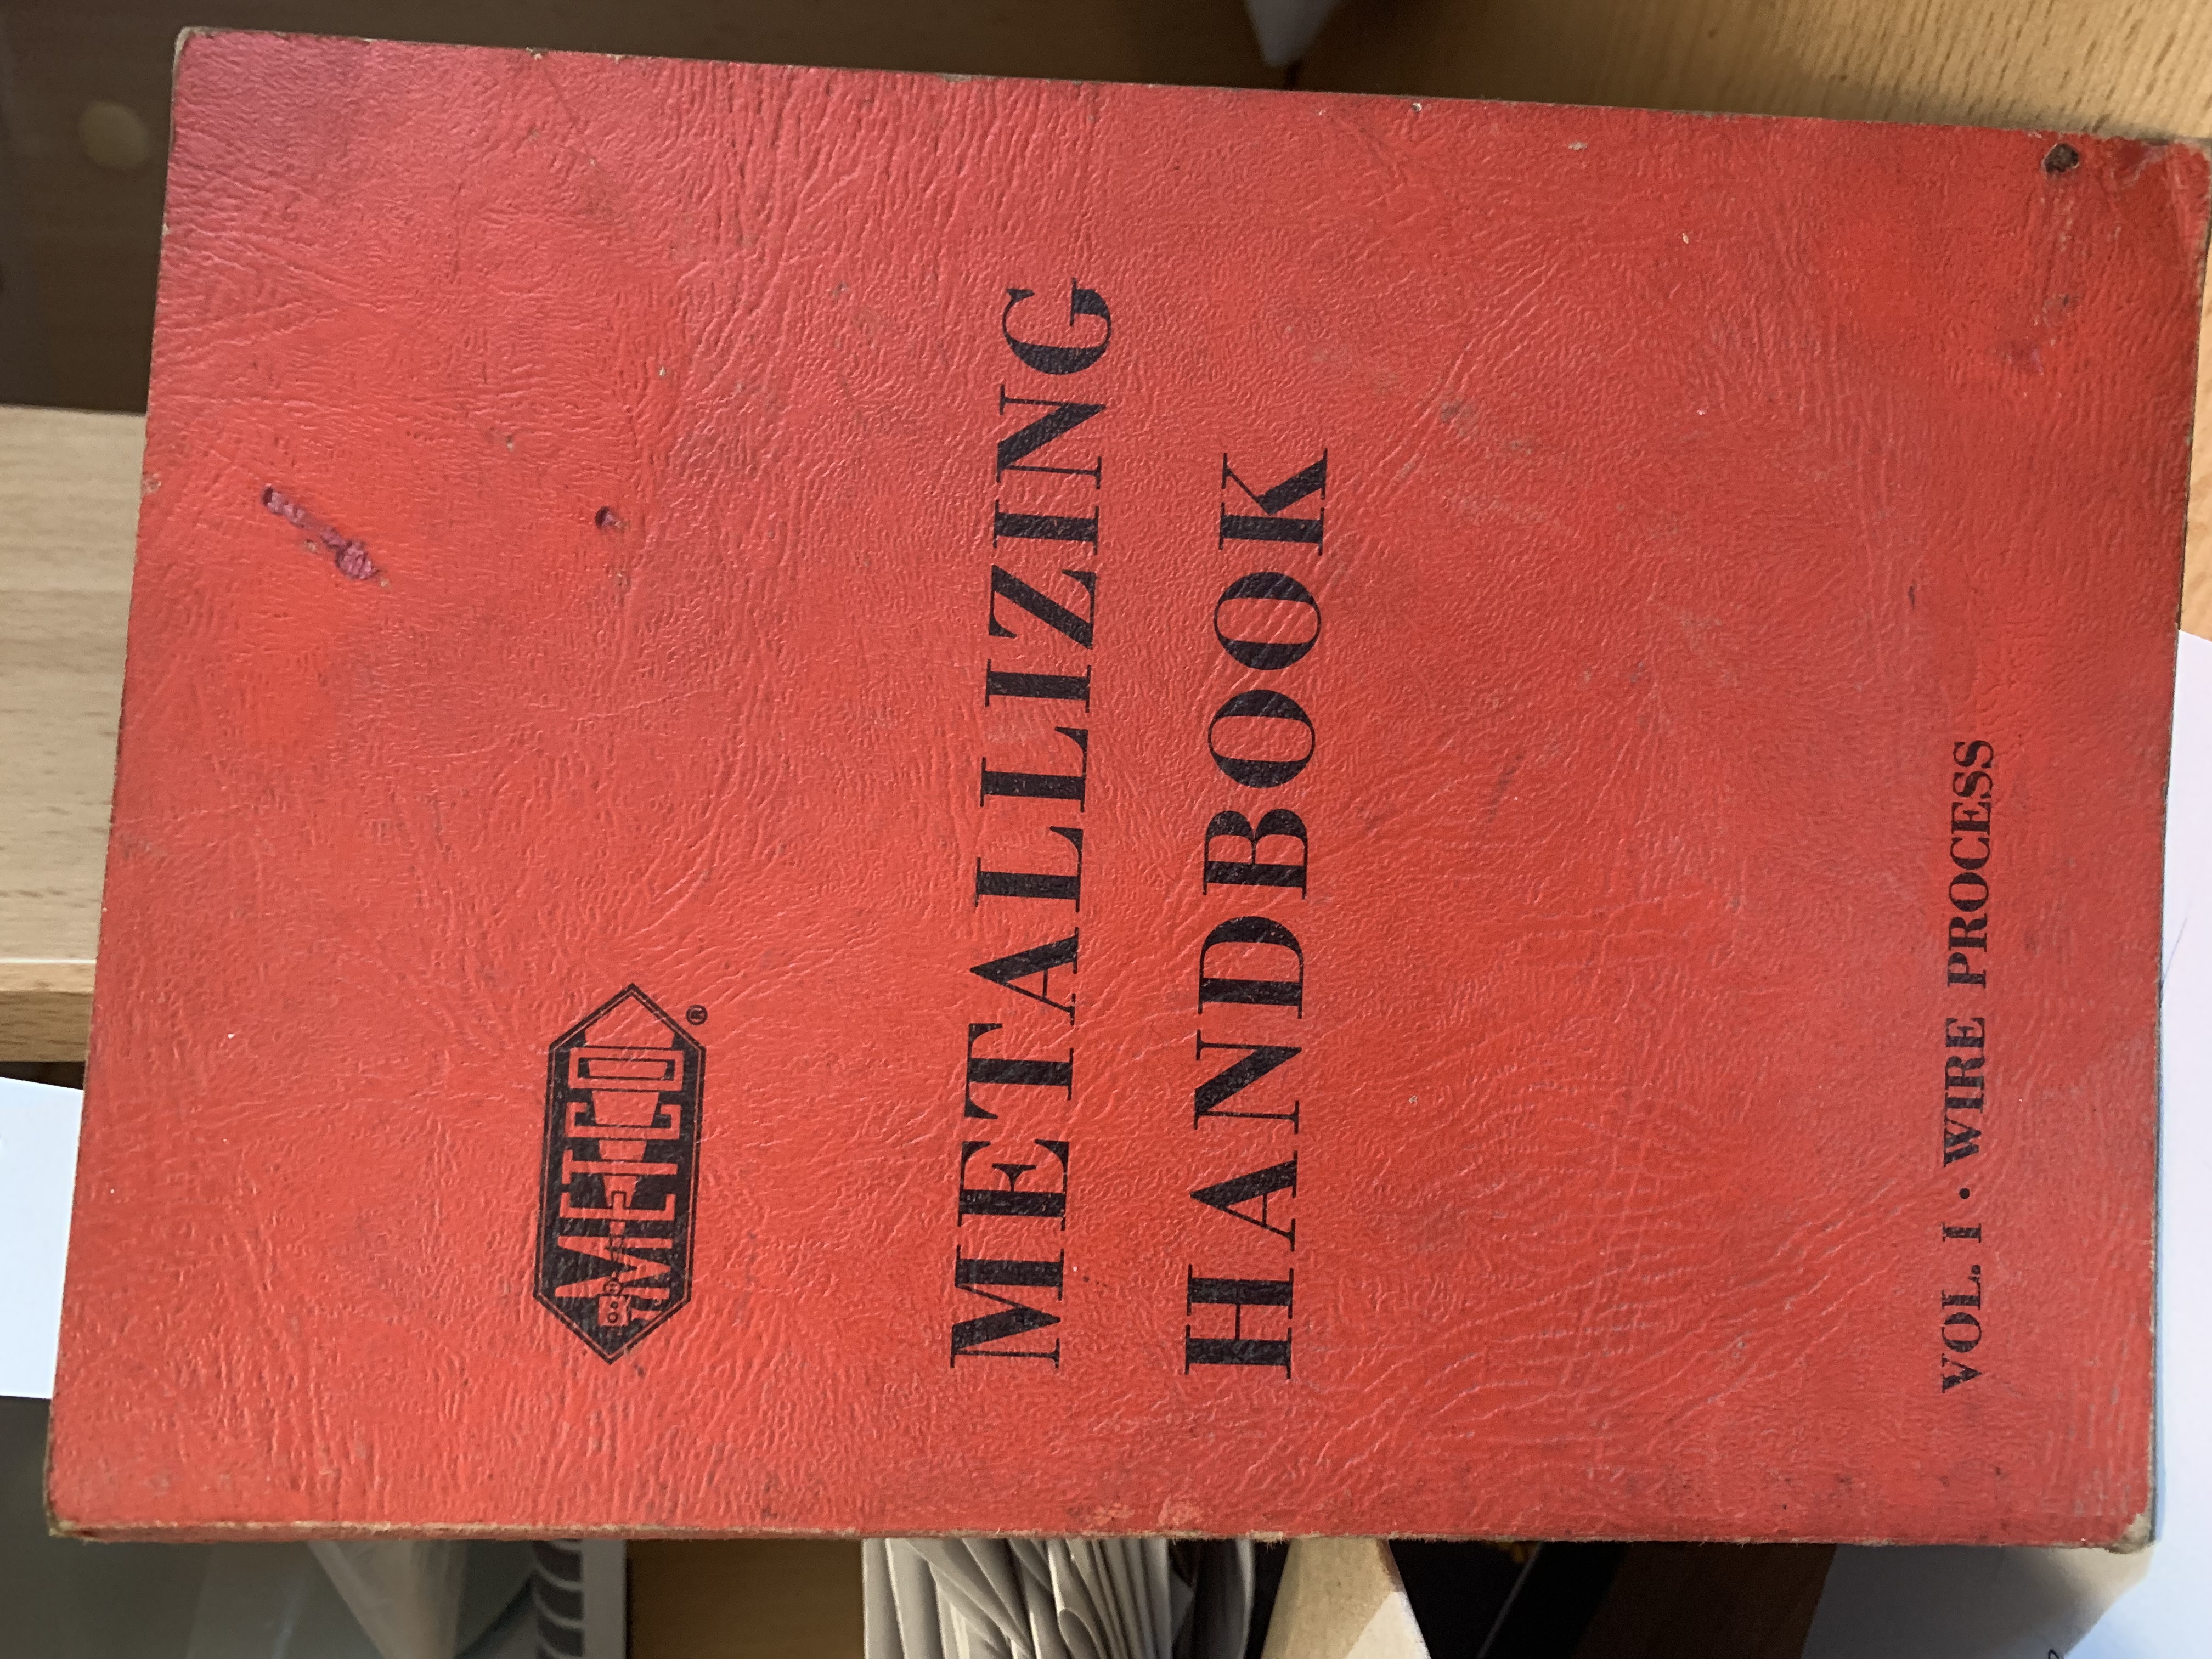 METCO ®
METALLIZING
HANDBOOK
VOL. I • WIRE PROCESS